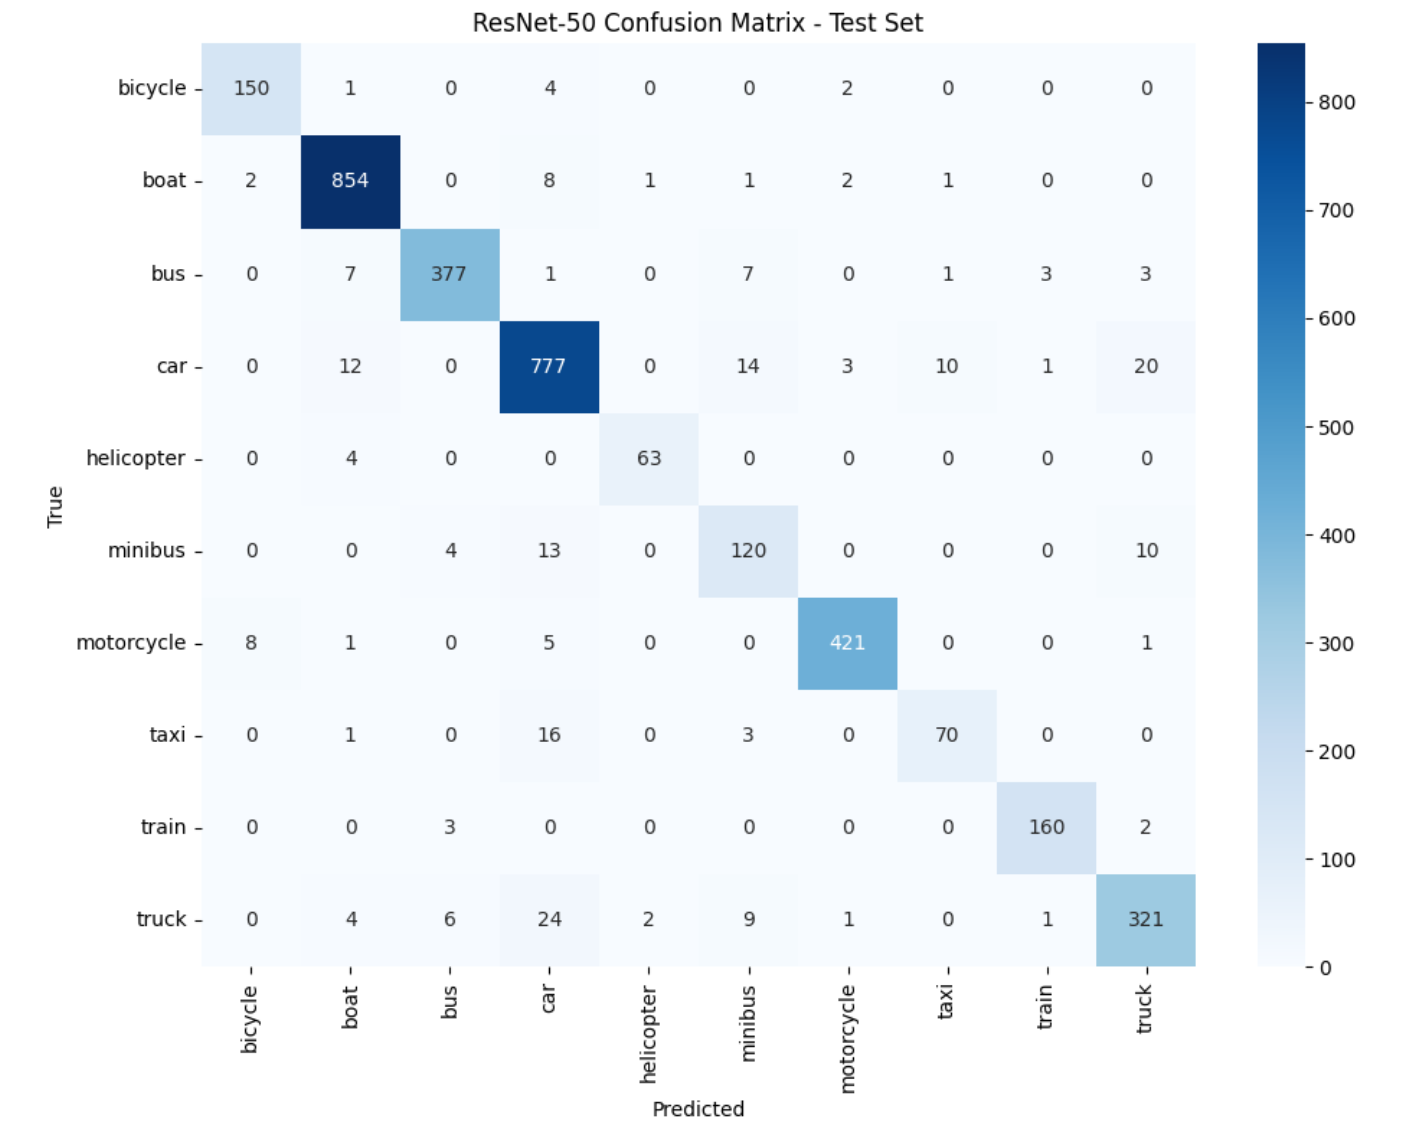 ResNet-50 Confusion Matrix - Test Set
bicycle 150 1 0 4 0 0 2 0 0 0
boat 2 854 0 8 1 1 2 1 0 0
bus 0 7 377 1 0 7 0 1 3 3
car 0 12 0 777 0 14 3 10 1 20
helicopter 0 4 0 0 63 0 0 0 0 0
minibus 0 0 4 13 0 120 0 0 0 10
motorcycle 8 1 0 5 0 0 421 0 0 1
taxi 0 1 0 16 0 3 0 70 0 0
train 0 0 3 0 0 0 0 0 160 2
truck 0 4 6 24 2 9 1 0 1 321
bicycle boat bus car helicopter minibus motorcycle taxi train truck
Predicted
True
800
700
600
500
400
300
200
100
0